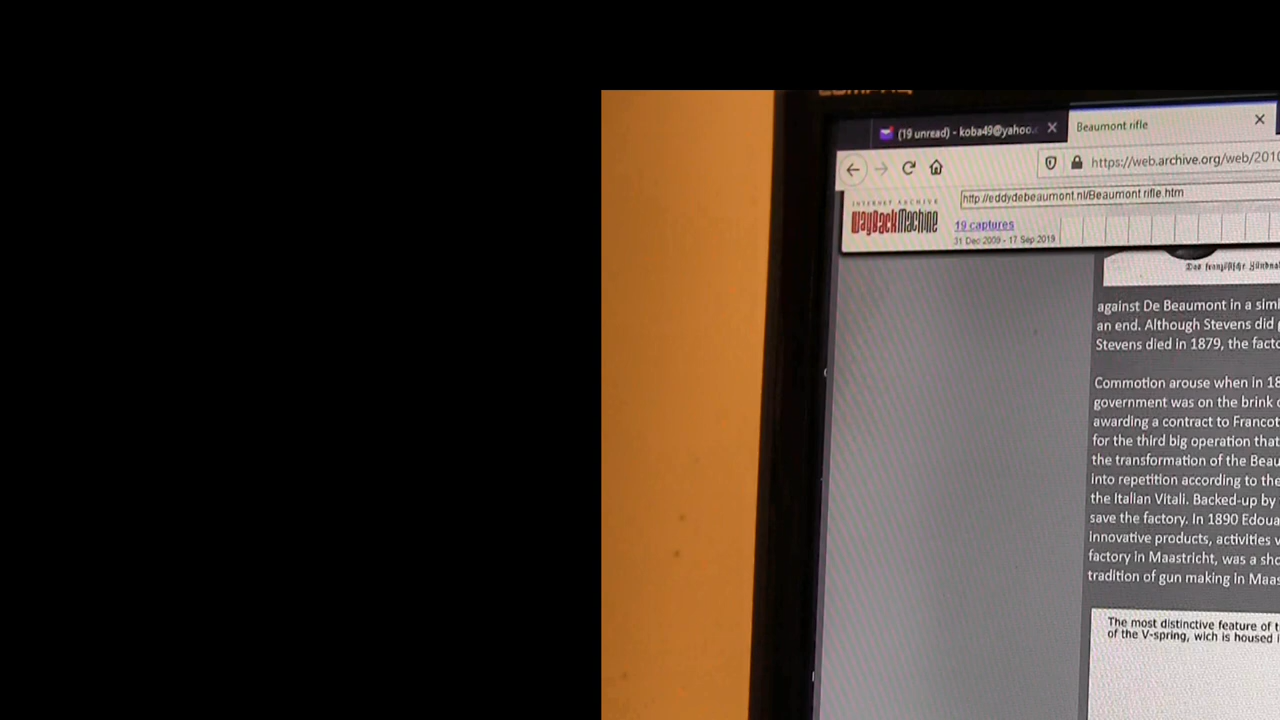 (19 unread) - koba49@yahoo.
Beaumont rifle
https://web.archive.org/web/2010
INTERNET ARCHIVE
WayBackMachine
http://eddydebeaumont.nl/Beaumont rifle.htm
19 captures
31 Dec 2009 - 17 Sep 2019
Das französische
against De Beaumont in a simi
an end. Although Stevens did
Stevens died in 1879, the facto
Commotion arouse when in 18
government was on the brink
awarding a contract to Francot
for the third big operation that
the transformation of the Beau
into repetition according to the
the Italian Vitali. Backed-up by
save the factory. In 1890 Edoua
innovative products, activities
factory in Maastricht, was a sho
tradition of gun making in Maas
The most distinctive feature of t
of the V-spring, wich is housed i